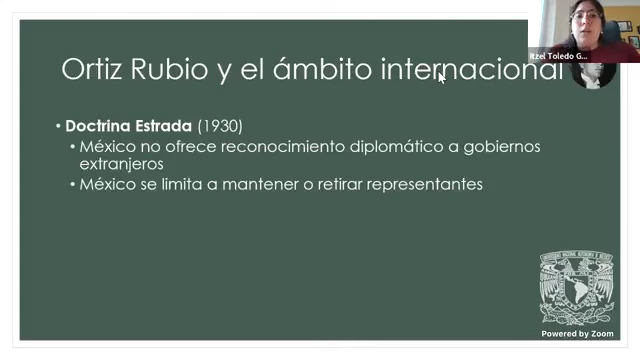 Itzel Toledo G...
Ortiz Rubio y el ámbito internacional
• Doctrina Estrada (1930)
• México no ofrece reconocimiento diplomático a gobiernos
extranjeros
• México se limita a mantener o retirar representantes
Powered by Zoom